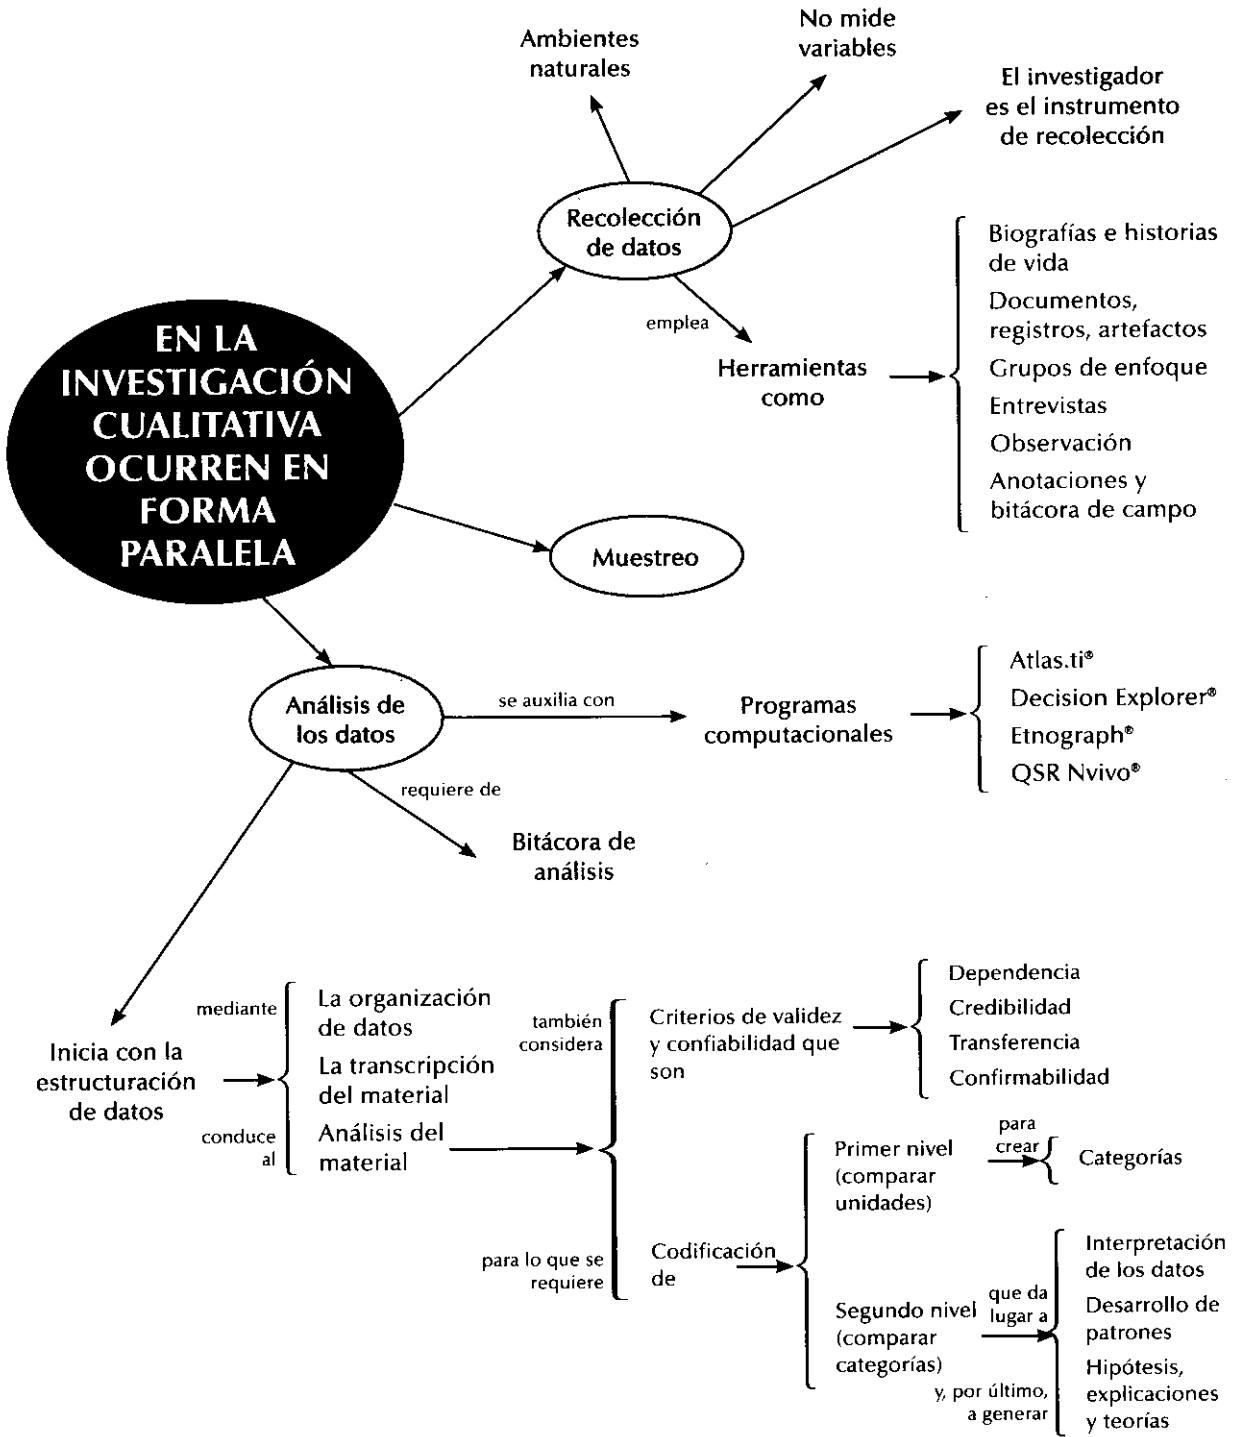 Ambientes
naturales
No mide
variables
El investigador
es el instrumento
de recolección
Recolección
de datos
emplea
Herramientas
como
Biografías e historias
de vida
Documentos,
registros, artefactos
Grupos de enfoque
Entrevistas
Observación
Anotaciones y
bitácora de campo
EN LA
INVESTIGACIÓN
CUALITATIVA
OCURREN EN
FORMA
PARALELA
Muestreo
Análisis de
los datos
se auxilia con
Programas
computacionales
Atlas.ti®
Decision Explorer®
Etnograph®
QSR Nvivo®
requiere de
Bitácora de
análisis
Inicia con la
estructuración
de datos
mediante
La organización
de datos
La transcripción
del material
conduce
al
Análisis del
material
también
considera
Criterios de validez
y confiabilidad que
son
Dependencia
Credibilidad
Transferencia
Confirmabilidad
para lo que se
requiere
Codificación
de
Primer nivel
(comparar
unidades)
para
crear
Categorías
Segundo nivel
(comparar
categorías)
que da
lugar a
Interpretación
de los datos
Desarrollo de
patrones
y, por último,
a generar
Hipótesis,
explicaciones
y teorías